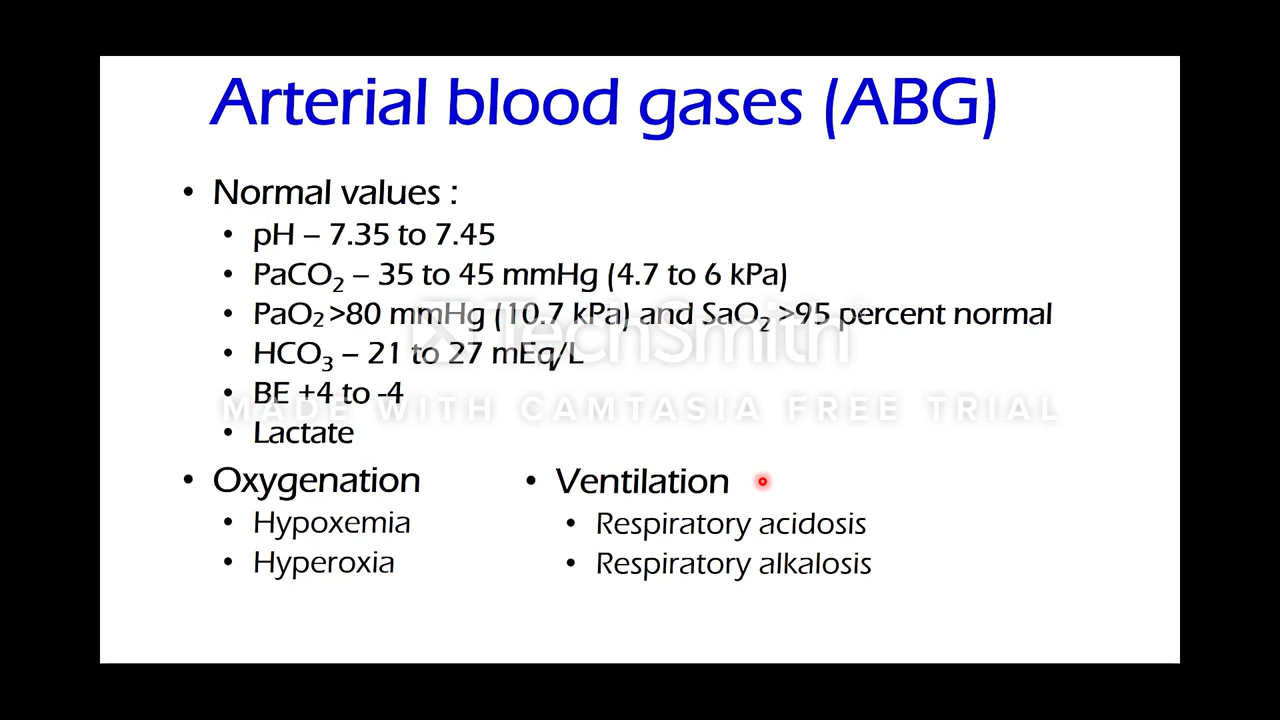 Arterial blood gases (ABG)
• Normal values :
• pH – 7.35 to 7.45
• PaCO₂ – 35 to 45 mmHg (4.7 to 6 kPa)
• PaO₂ >80 mmHg (10.7 kPa) and SaO₂ >95 percent normal
• HCO₃ – 21 to 27 mEq/L
• BE +4 to -4
• Lactate
• Oxygenation
• Hypoxemia
• Hyperoxia
• Ventilation
• Respiratory acidosis
• Respiratory alkalosis
TechSmith
MADE WITH CAMTASIA FREE TRIAL